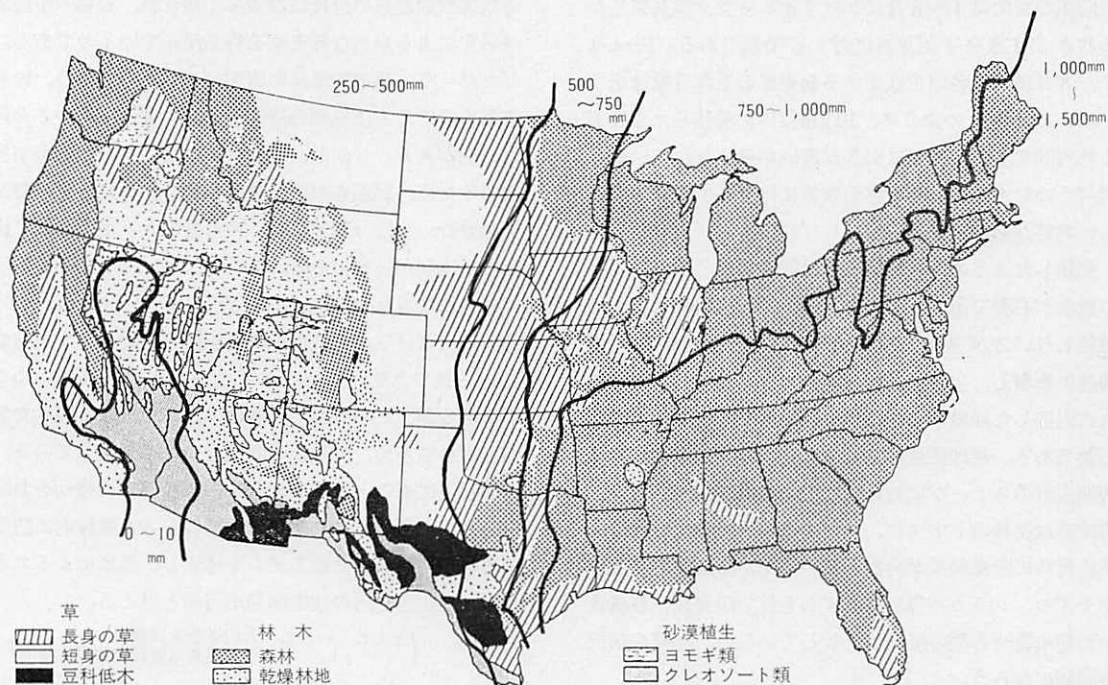 250~500mm
500
~750
mm
750~1,000mm
1,000mm
~
1,500mm
0~10
mm
草
長身の草
短身の草
豆科低木
林木
森林
乾燥林地
砂漠植生
ヨモギ類
クレオソート類